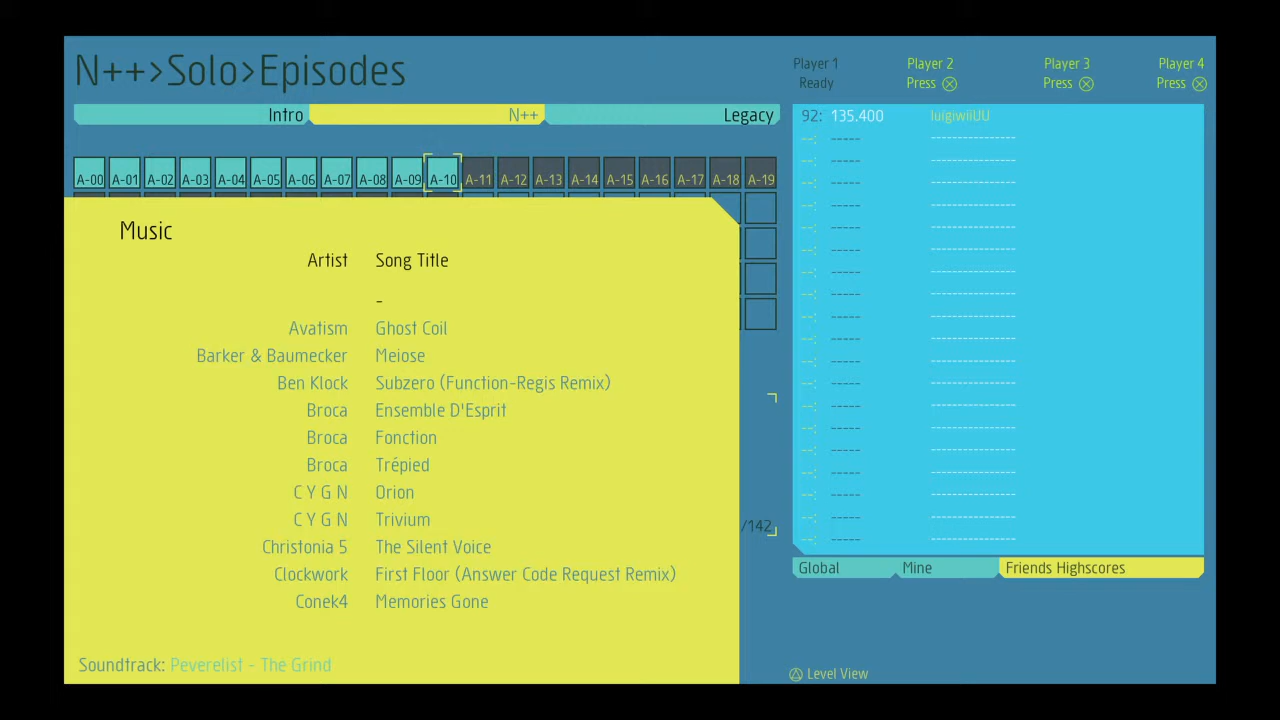 N++>Solo>Episodes
Player 1 Player 2 Player 3 Player 4
Ready Press Ⓧ Press Ⓧ Press Ⓧ
Intro N++ Legacy
A-00 A-01 A-02 A-03 A-04 A-05 A-06 A-07 A-08 A-09 A-10 A-11 A-12 A-13 A-14 A-15 A-16 A-17 A-18 A-19
Music
Artist Song Title
-
Avatism Ghost Coil
Barker & Baumecker Meiose
Ben Klock Subzero (Function-Regis Remix)
Broca Ensemble D'Esprit
Broca Fonction
Broca Trépied
C Y G N Orion
C Y G N Trivium
Christonia 5 The Silent Voice
Clockwork First Floor (Answer Code Request Remix)
Conek4 Memories Gone
Soundtrack: Peverelist - The Grind
/142
92: 135.400 luigiwiiUU
Global Mine Friends Highscores
Level View